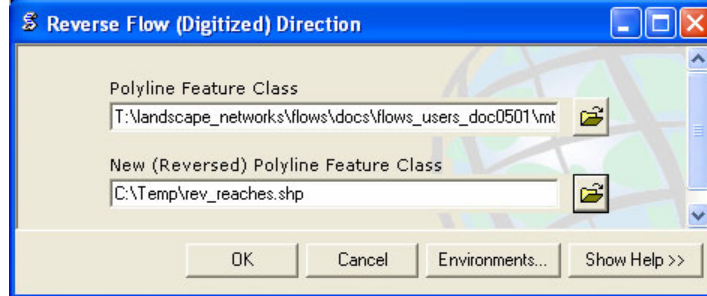 Reverse Flow (Digitized) Direction
Polyline Feature Class
T:\landscape_networks\flows\docs\flows_users_doc0501\mt
New (Reversed) Polyline Feature Class
C:\Temp\rev_reaches.shp
OK Cancel Environments... Show Help >>